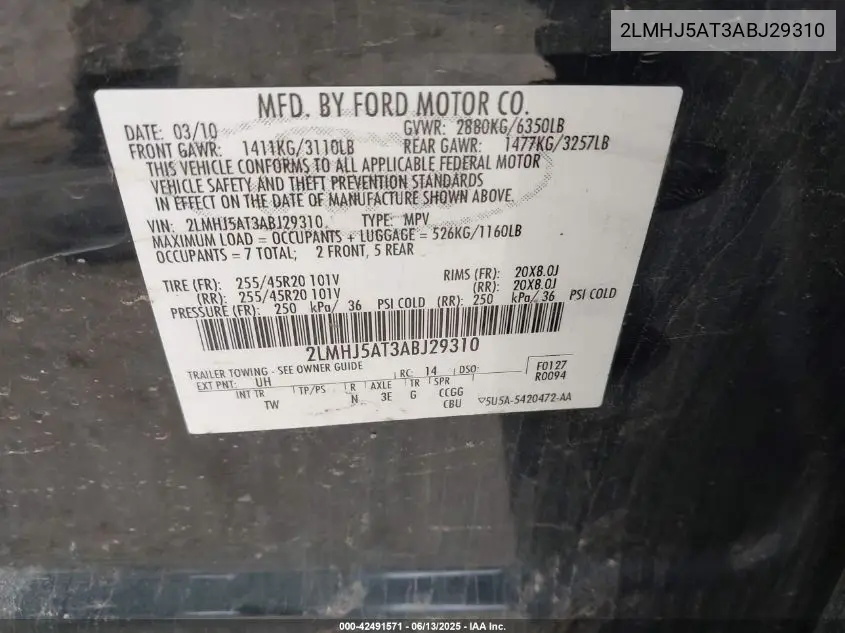 2LMHJ5AT3ABJ29310
MFD. BY FORD MOTOR CO.
DATE: 03/10 GVWR: 2880KG/6350LB
FRONT GAWR: 1411KG/3110LB REAR GAWR: 1477KG/3257LB
THIS VEHICLE CONFORMS TO ALL APPLICABLE FEDERAL MOTOR
VEHICLE SAFETY AND THEFT PREVENTION STANDARDS
IN EFFECT ON THE DATE OF MANUFACTURE SHOWN ABOVE.
VIN: 2LMHJ5AT3ABJ29310 TYPE: MPV
MAXIMUM LOAD = OCCUPANTS + LUGGAGE = 526KG/1160LB
OCCUPANTS = 7 TOTAL; 2 FRONT, 5 REAR
TIRE (FR): 255/45R20 101V RIMS (FR): 20X8.0J
(RR): 255/45R20 101V (RR): 20X8.0J
PRESSURE (FR): 250 kPa/ 36 PSI COLD (RR): 250 kPa/ 36 PSI COLD
2LMHJ5AT3ABJ29310
TRAILER TOWING - SEE OWNER GUIDE
EXT PNT: UH RC: 14 DSO: F0127
R0094
INT TR TP/PS R AXLE TR SPR
TW N 3E G CCGG
CBU 5U5A-5420472-AA
000-42491571 - 06/13/2025 - IAA Inc.